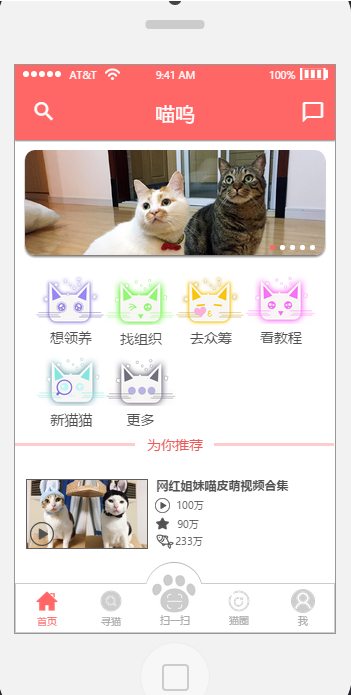 AT&T 9:41 AM 100%
喵呜
想领养 找组织 去众筹 看教程
新猫猫 更多
为你推荐
网红姐妹喵皮萌视频合集
100万
90万
233万
首页 寻猫 扫一扫 猫圈 我